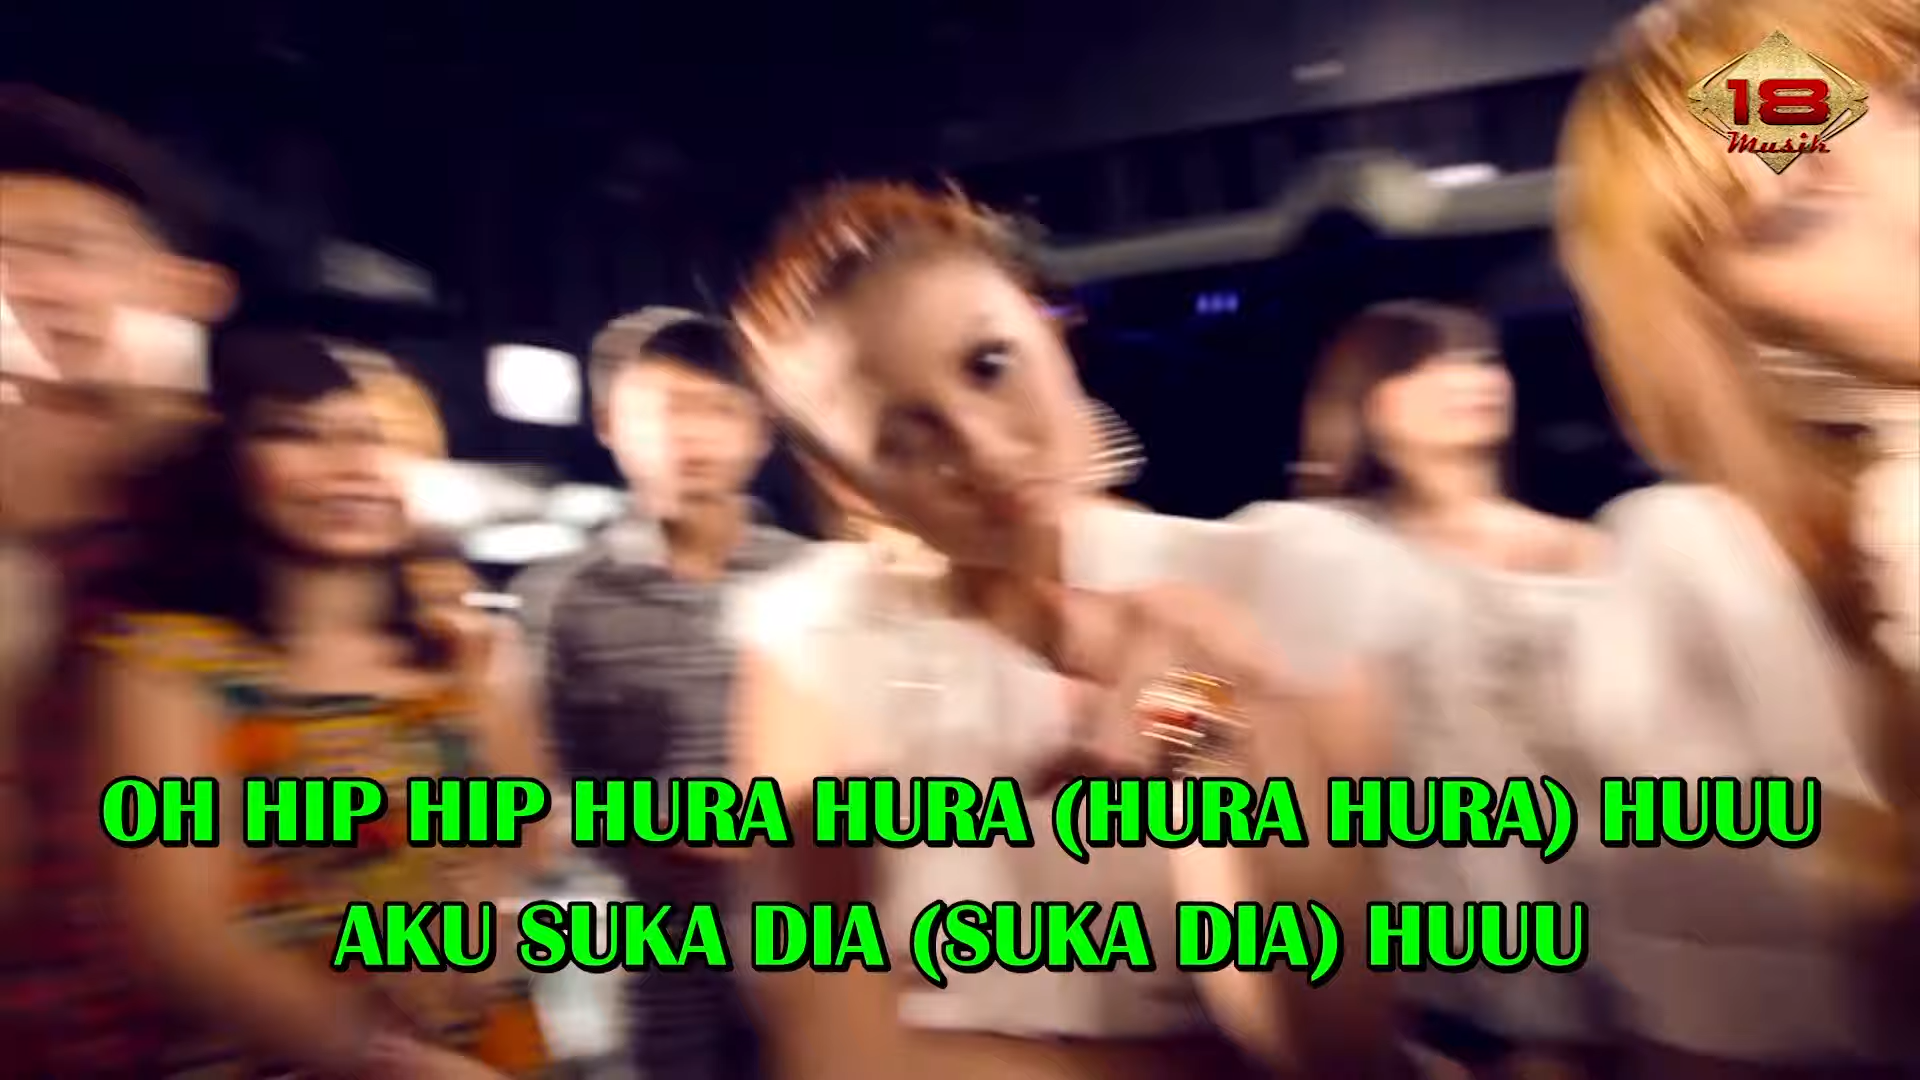 18
Musik
OH HIP HIP HURA HURA (HURA HURA) HUUU
AKU SUKA DIA (SUKA DIA) HUUU